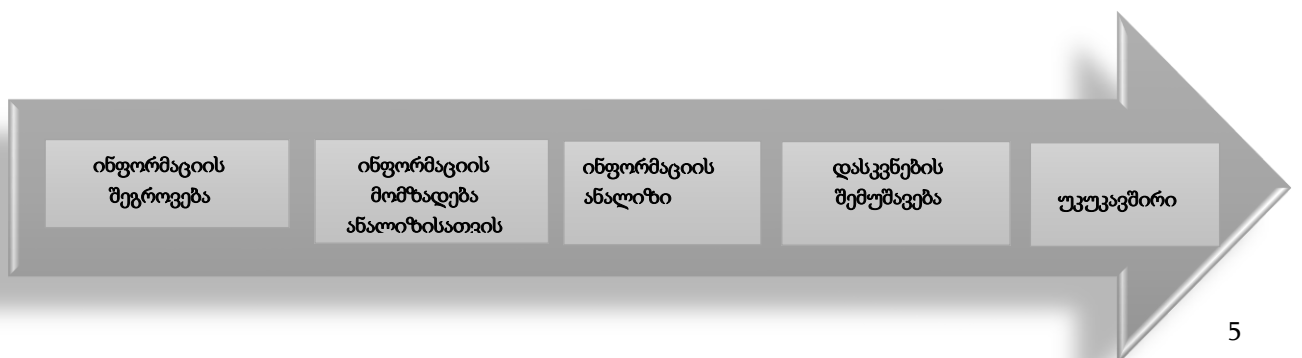 ინფორმაციის
შეგროვება
ინფორმაციის
მომზადება
ანალიზისათვის
ინფორმაციის
ანალიზი
დასკვნების
შემუშავება
უკუკავშირი
5